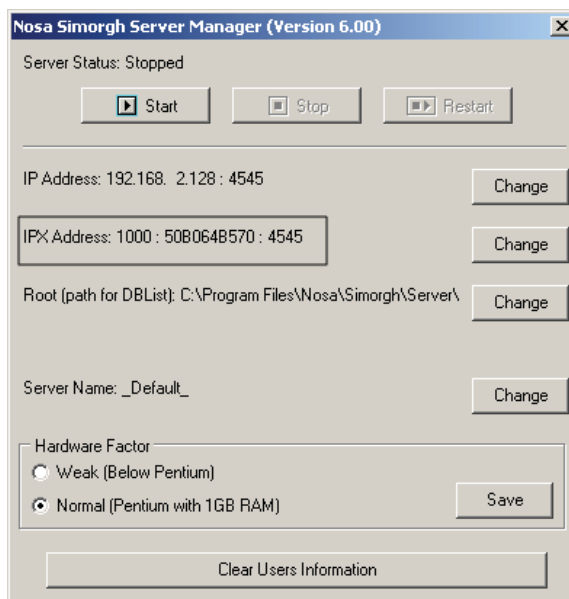 Nosa Simorgh Server Manager (Version 6.00)
Server Status: Stopped
Start
Stop
Restart
IP Address: 192.168. 2.128 : 4545
Change
IPX Address: 1000 : 50B064B570 : 4545
Change
Root (path for DBList): C:\Program Files\Nosa\Simorgh\Server\
Change
Server Name: _Default_
Change
Hardware Factor
Weak (Below Pentium)
Normal (Pentium with 1GB RAM)
Save
Clear Users Information